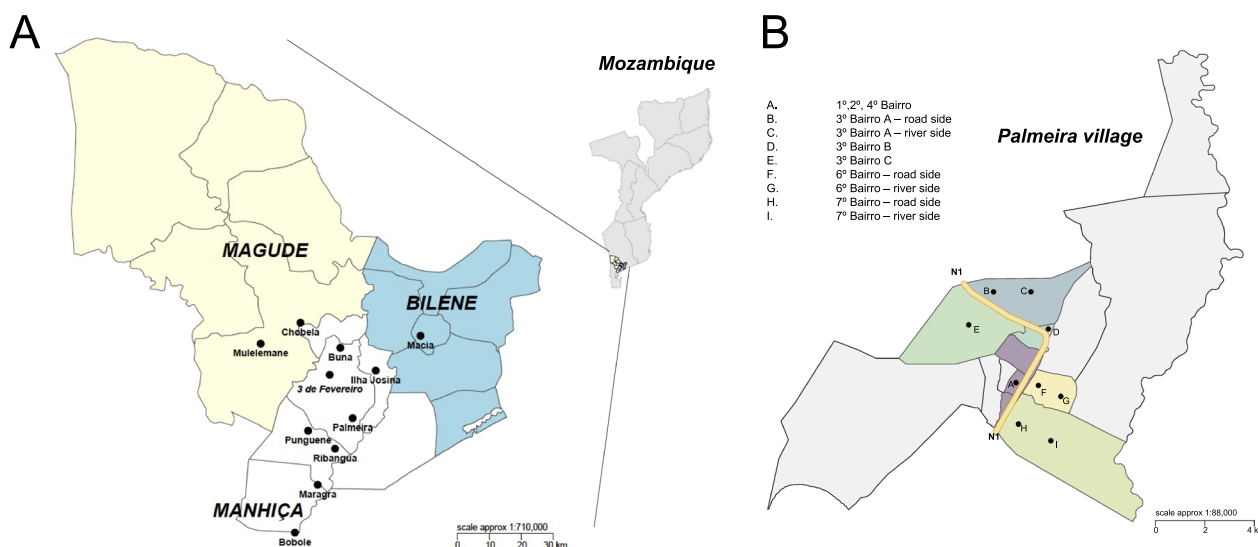 A
Mozambique
MAGUDE
BILENE
Chobela
Mulelemane
Buna
Macia
3 de Fevereiro
Ilha Josina
Palmeira
Punguene
Ribangua
Maragra
MANHIÇA
Bobole
scale approx 1:710,000
0 10 20 30 km
B
A. 1º,2º, 4º Bairro
B. 3º Bairro A – road side
C. 3º Bairro A – river side
D. 3º Bairro B
E. 3º Bairro C
F. 6º Bairro – road side
G. 6º Bairro – river side
H. 7º Bairro – road side
I. 7º Bairro – river side
Palmeira village
N1
B C
E D
A F
G
H
N1
I
scale approx 1:88,000
0 2 4 k